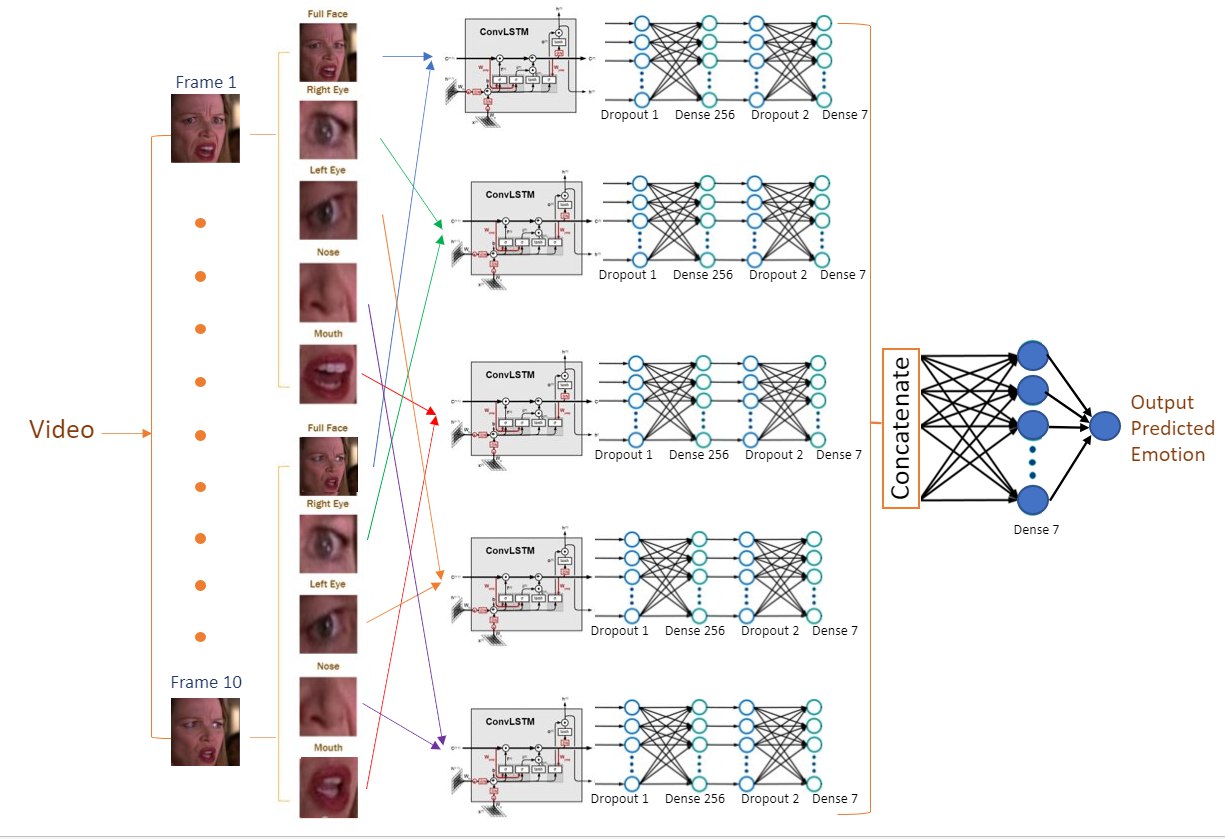 Full Face
Frame 1
Right Eye
Left Eye
Nose
Mouth
Video
Full Face
Right Eye
Left Eye
Nose
Frame 10
Mouth
ConvLSTM
Dropout 1 Dense 256 Dropout 2 Dense 7
ConvLSTM
Dropout 1 Dense 256 Dropout 2 Dense 7
ConvLSTM
Dropout 1 Dense 256 Dropout 2 Dense 7
ConvLSTM
Dropout 1 Dense 256 Dropout 2 Dense 7
ConvLSTM
Dropout 1 Dense 256 Dropout 2 Dense 7
Concatenate
Dense 7
Output
Predicted
Emotion